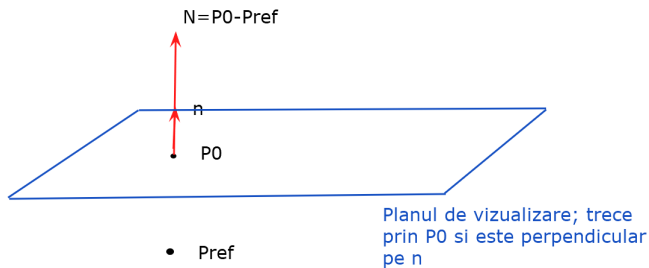 N=P0-Pref
n
P0
Planul de vizualizare; trece
prin P0 si este perpendicular
pe n
Pref